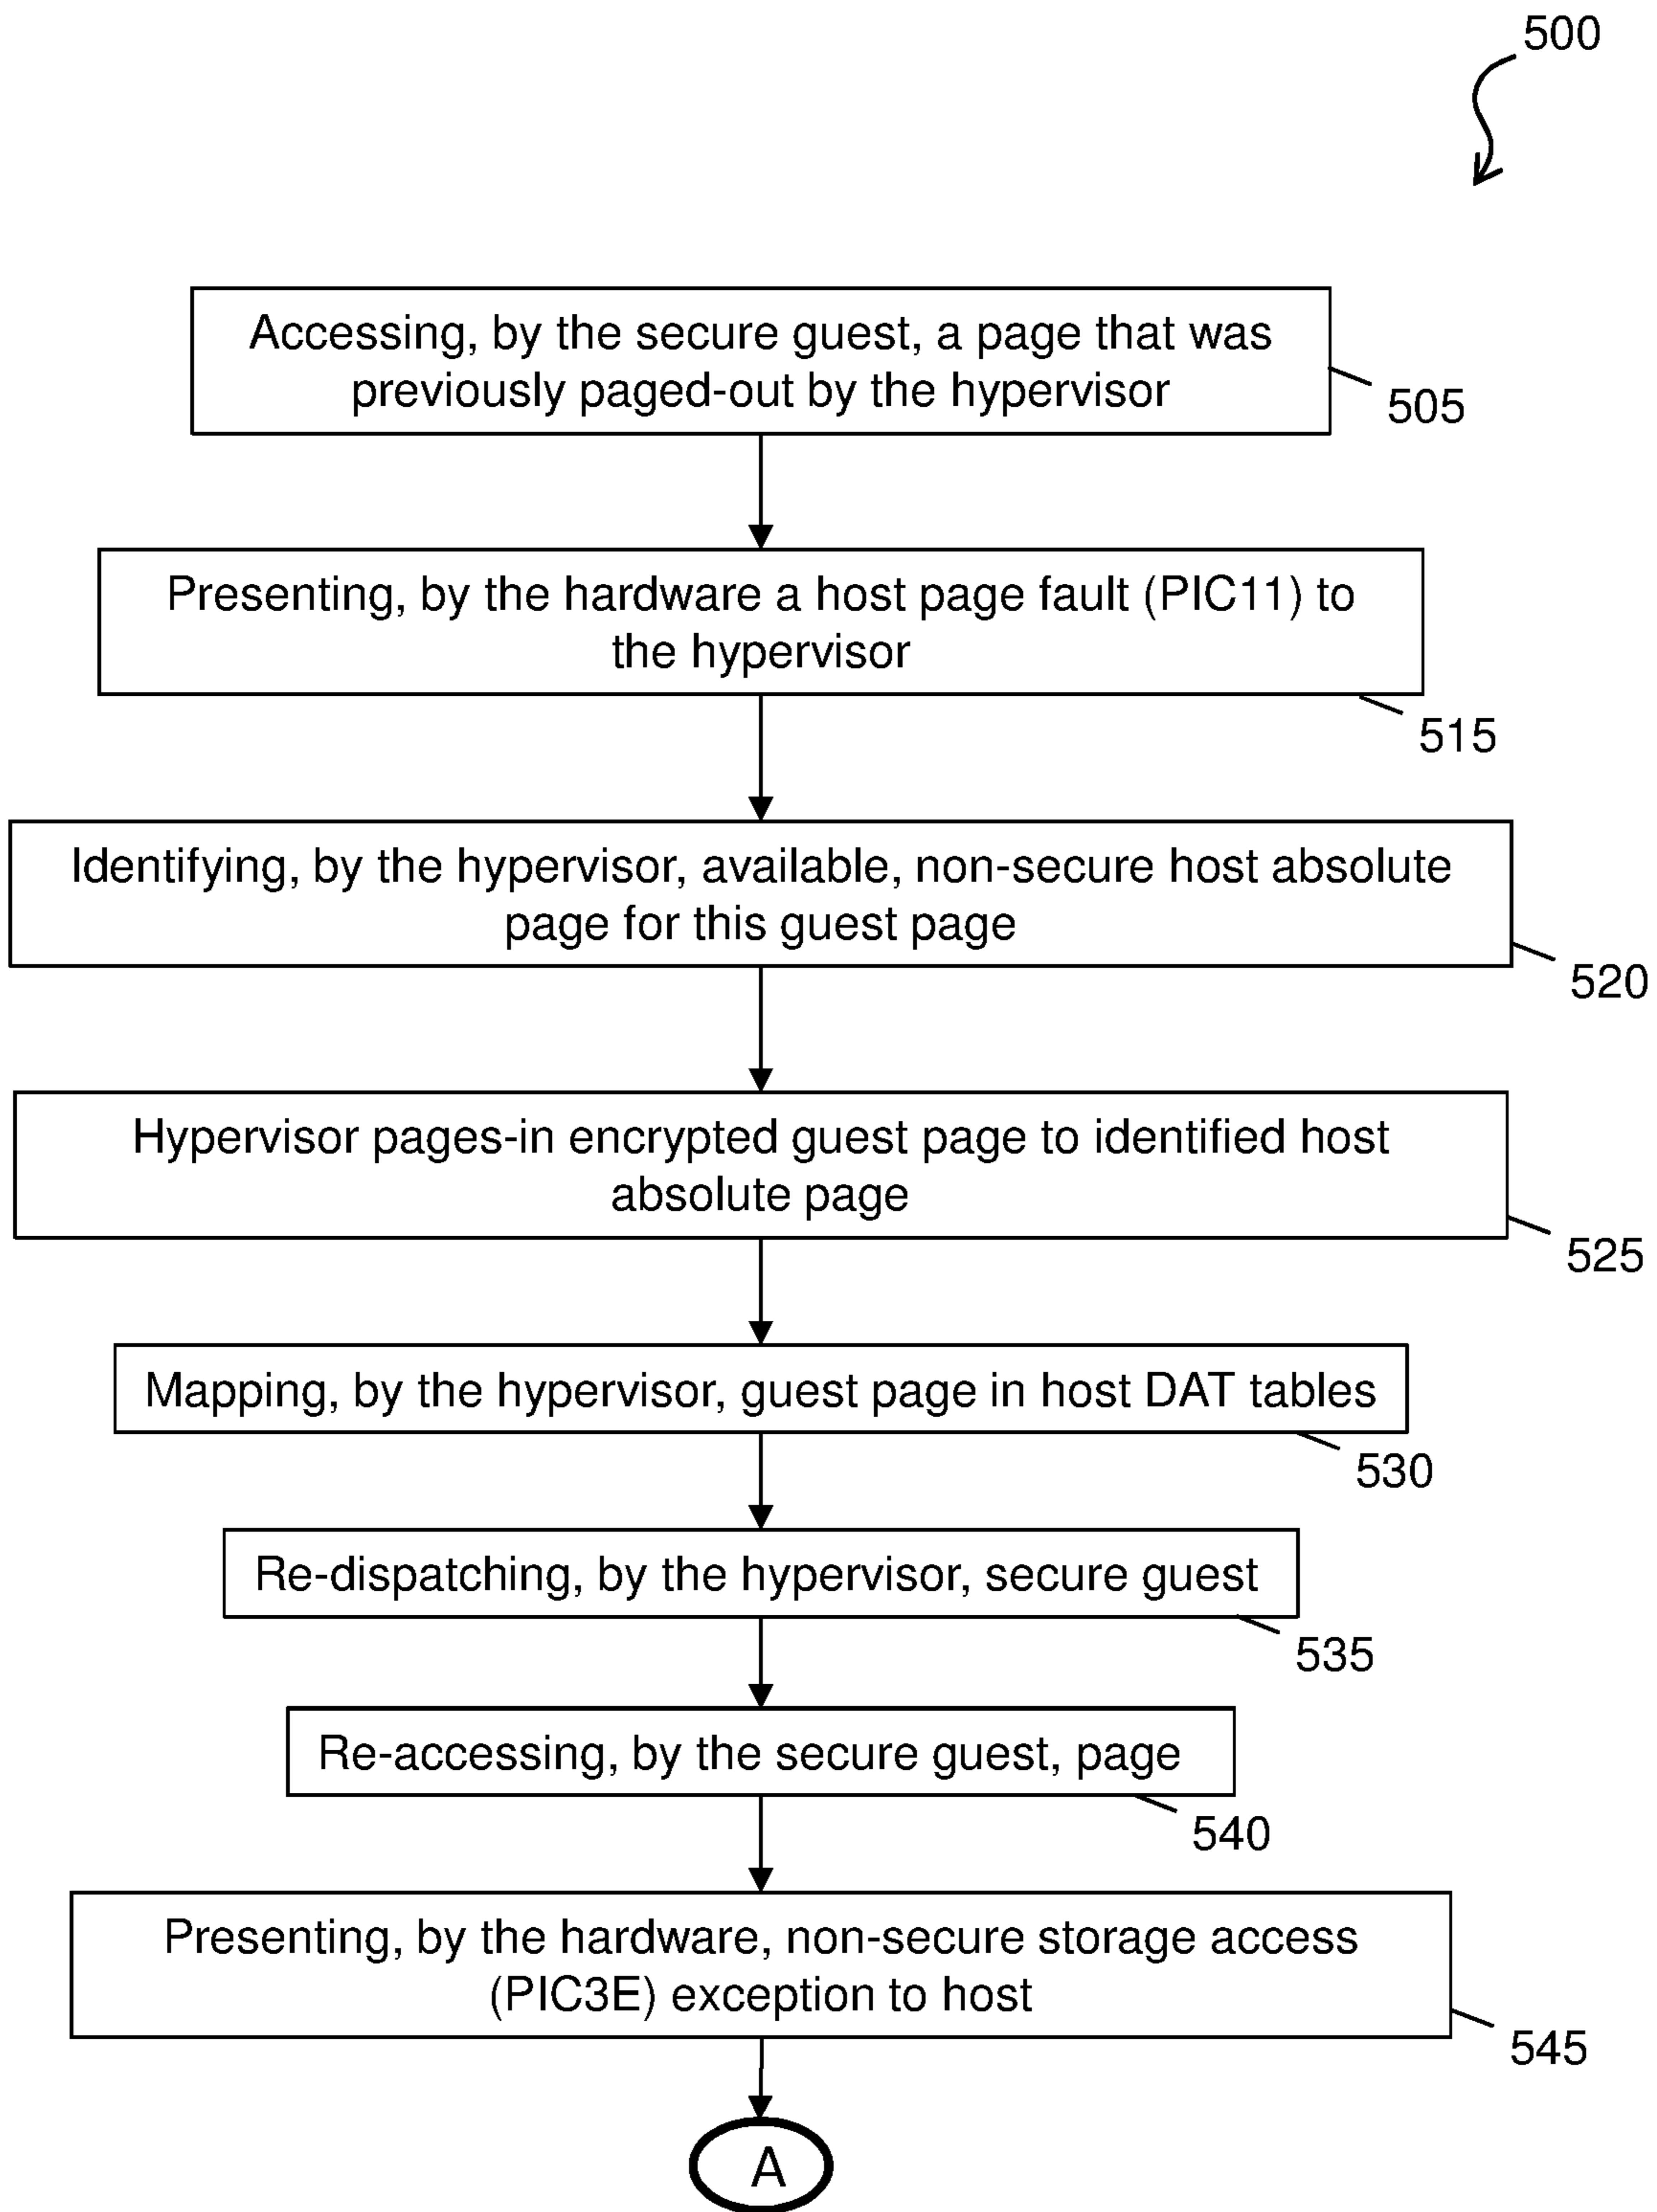 500
Accessing, by the secure guest, a page that was
previously paged-out by the hypervisor
505
Presenting, by the hardware a host page fault (PIC11) to
the hypervisor
515
Identifying, by the hypervisor, available, non-secure host absolute
page for this guest page
520
Hypervisor pages-in encrypted guest page to identified host
absolute page
525
Mapping, by the hypervisor, guest page in host DAT tables
530
Re-dispatching, by the hypervisor, secure guest
535
Re-accessing, by the secure guest, page
540
Presenting, by the hardware, non-secure storage access
(PIC3E) exception to host
545
A